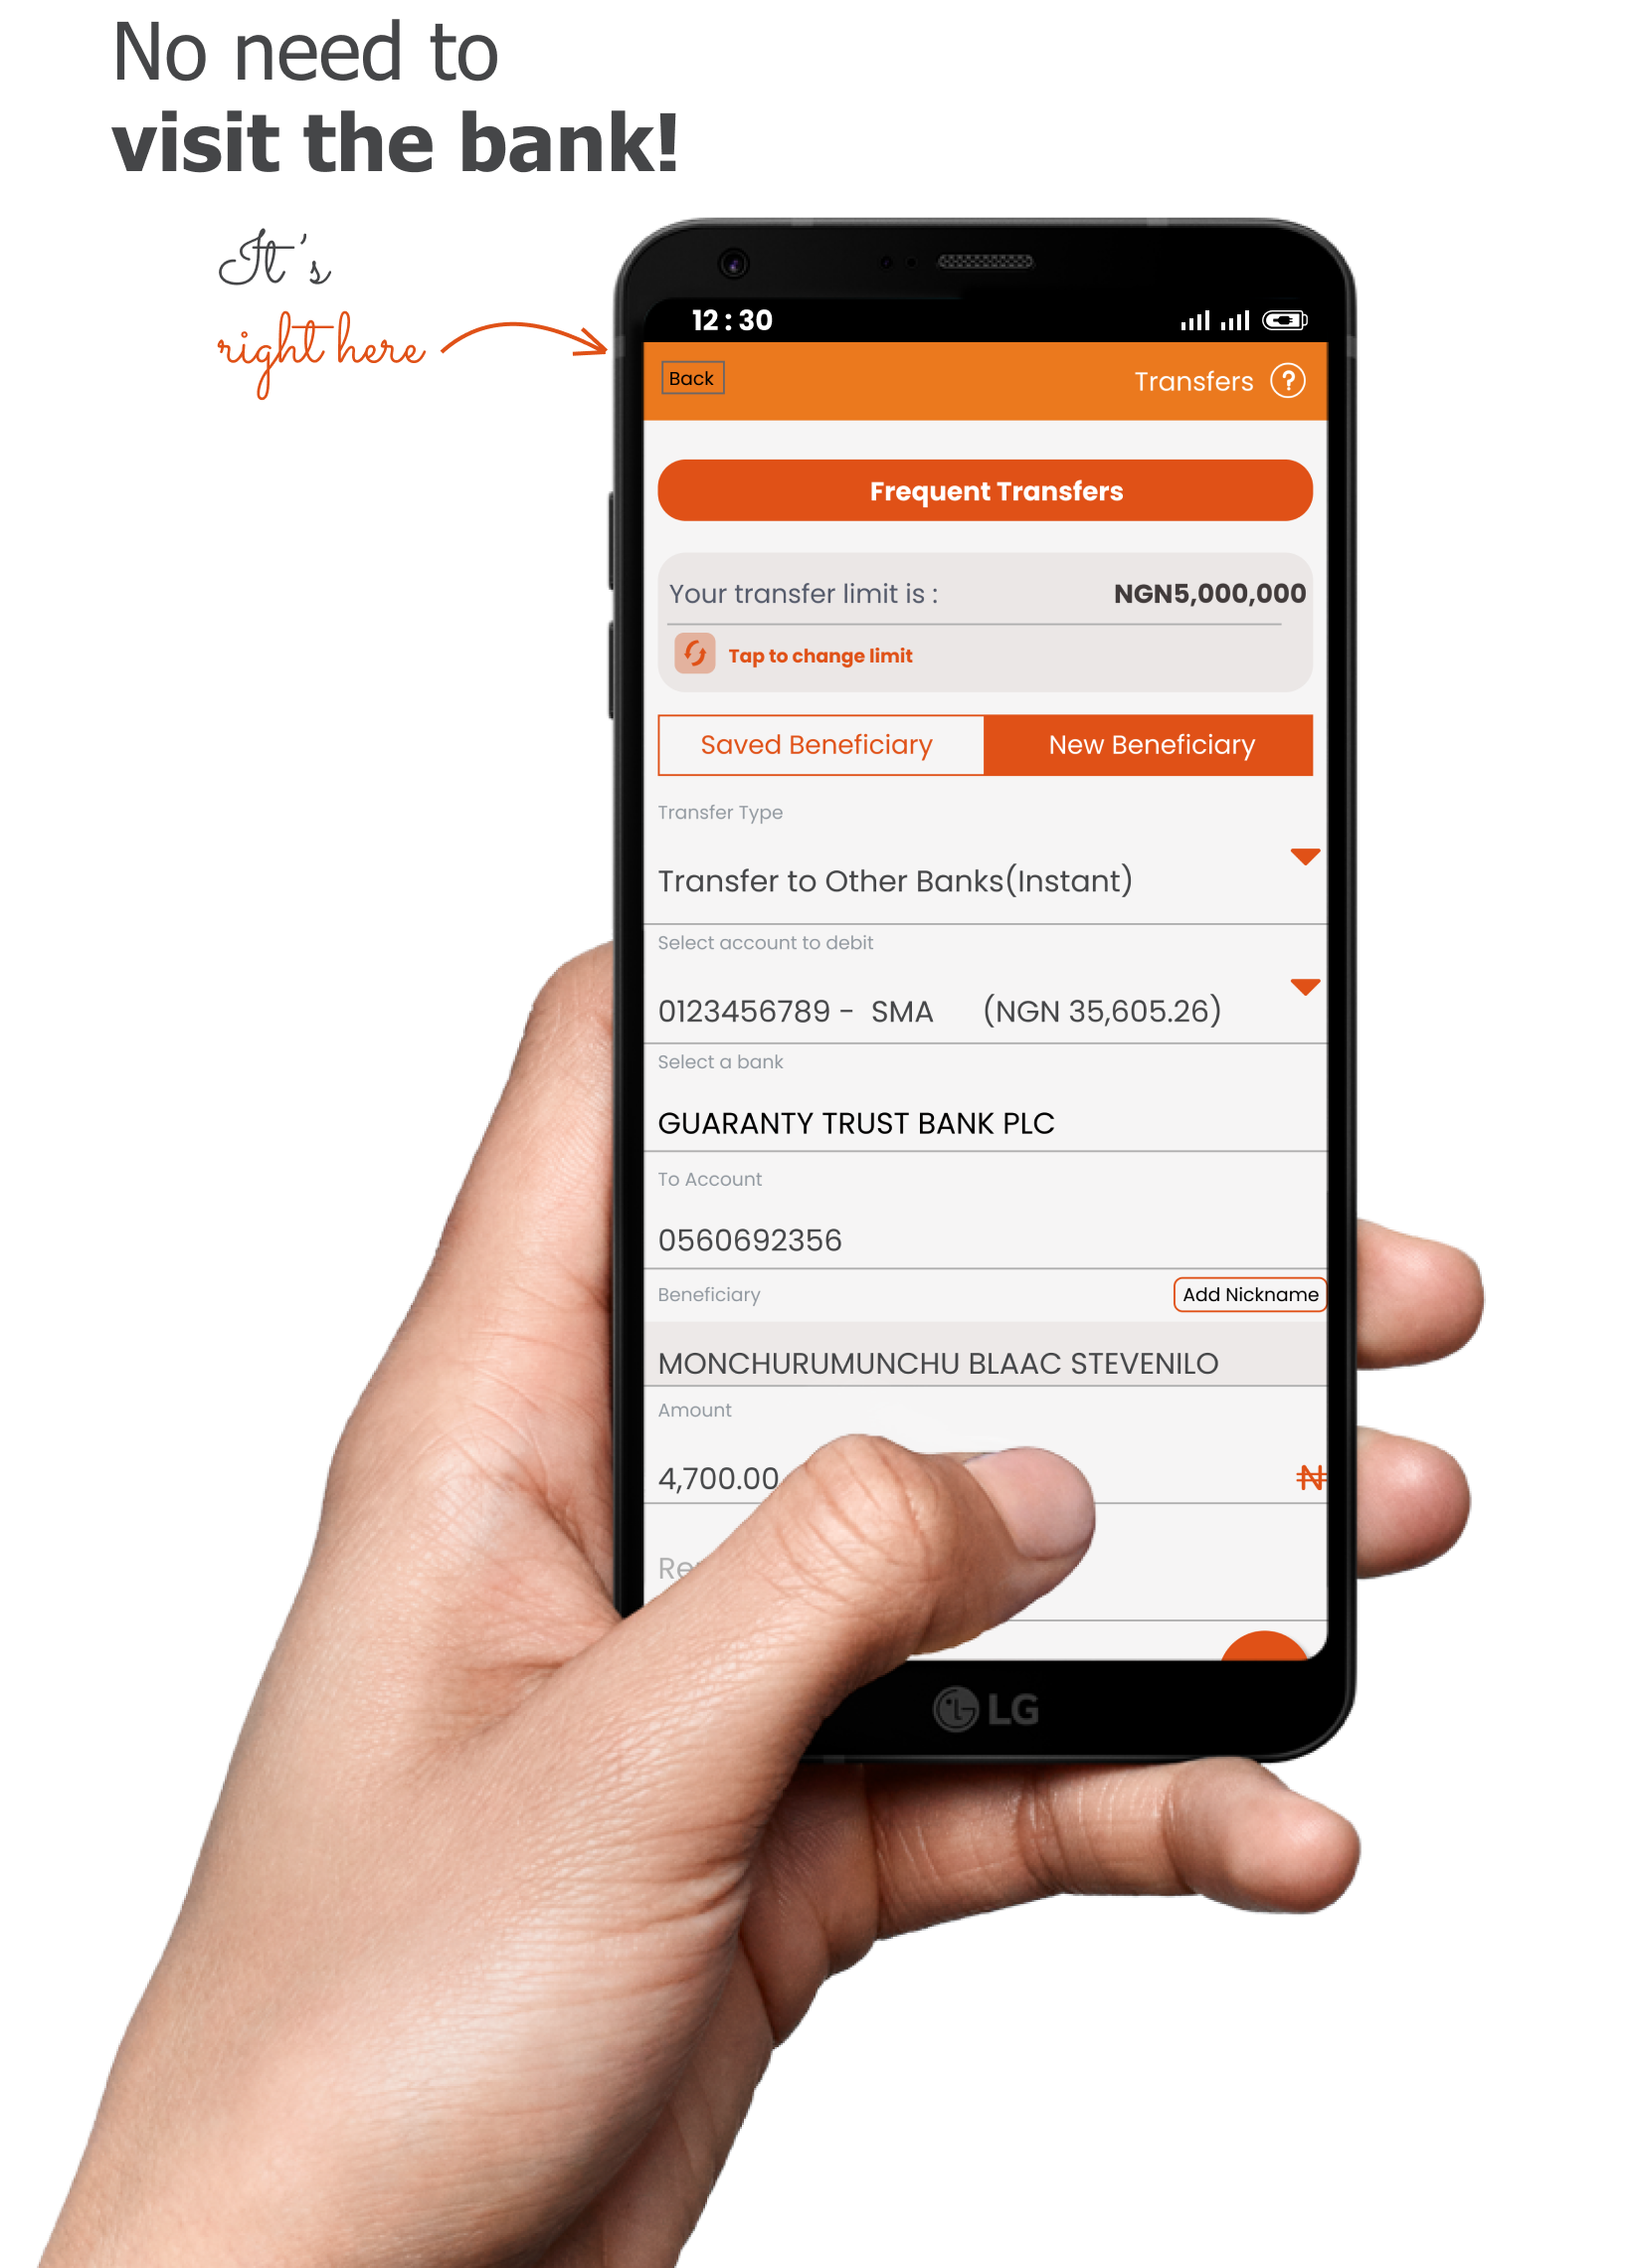 No need to
visit the bank!
It's
right here
12 : 30
Back
Transfers ?
Frequent Transfers
Your transfer limit is : NGN5,000,000
Tap to change limit
Saved Beneficiary New Beneficiary
Transfer Type
Transfer to Other Banks(Instant)
Select account to debit
0123456789 - SMA (NGN 35,605.26)
Select a bank
GUARANTY TRUST BANK PLC
To Account
0560692356
Beneficiary Add Nickname
MONCHURUMUNCHU BLAAC STEVENILO
Amount
4,700.00 ₦
LG